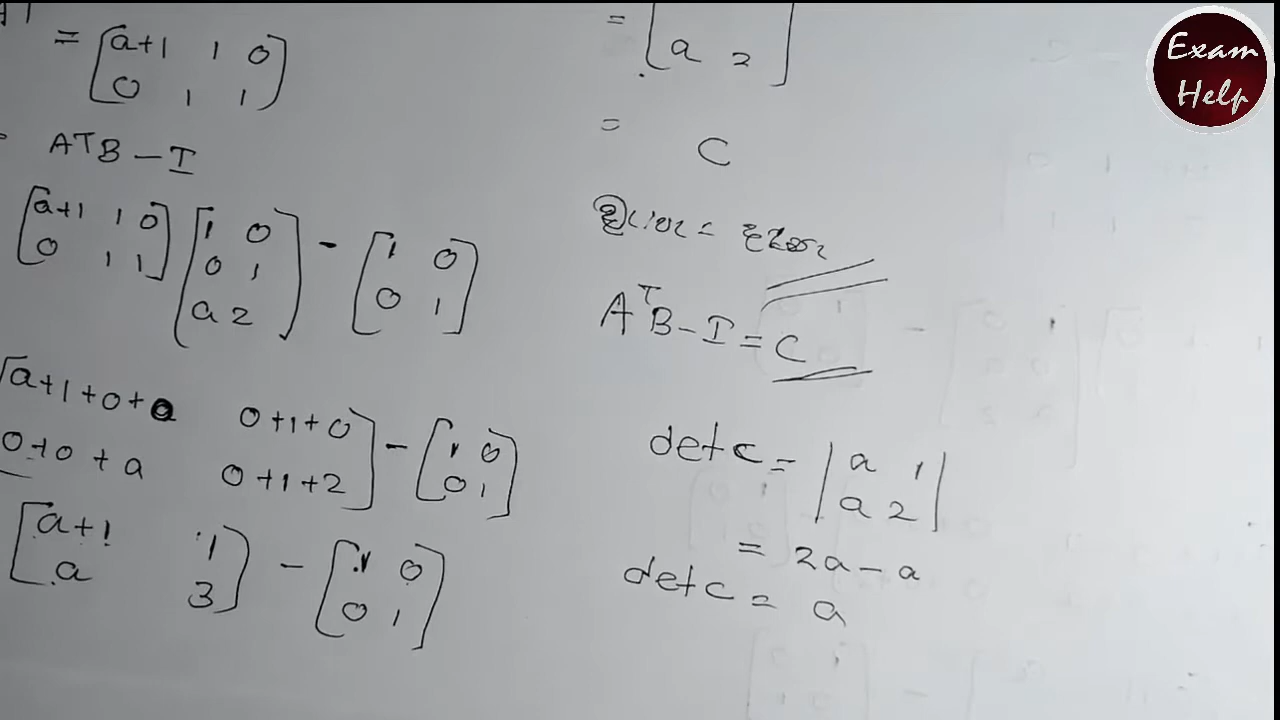 = [a+1 1 0
0 1 1]
AᵀB – I
[a+1 1 0
0 1 1] [1 0
0 1
a 2] - [1 0
0 1]
[a+1+0+0 0+1+0
0+0+a 0+1+2] - [1 0
0 1]
[a+1 1
a 3] - [1 0
0 1]
= [
a 2]
= C
AᵀB – I = C
det c = |a 1
a 2|
= 2a – a
det c = a
Exam
Help